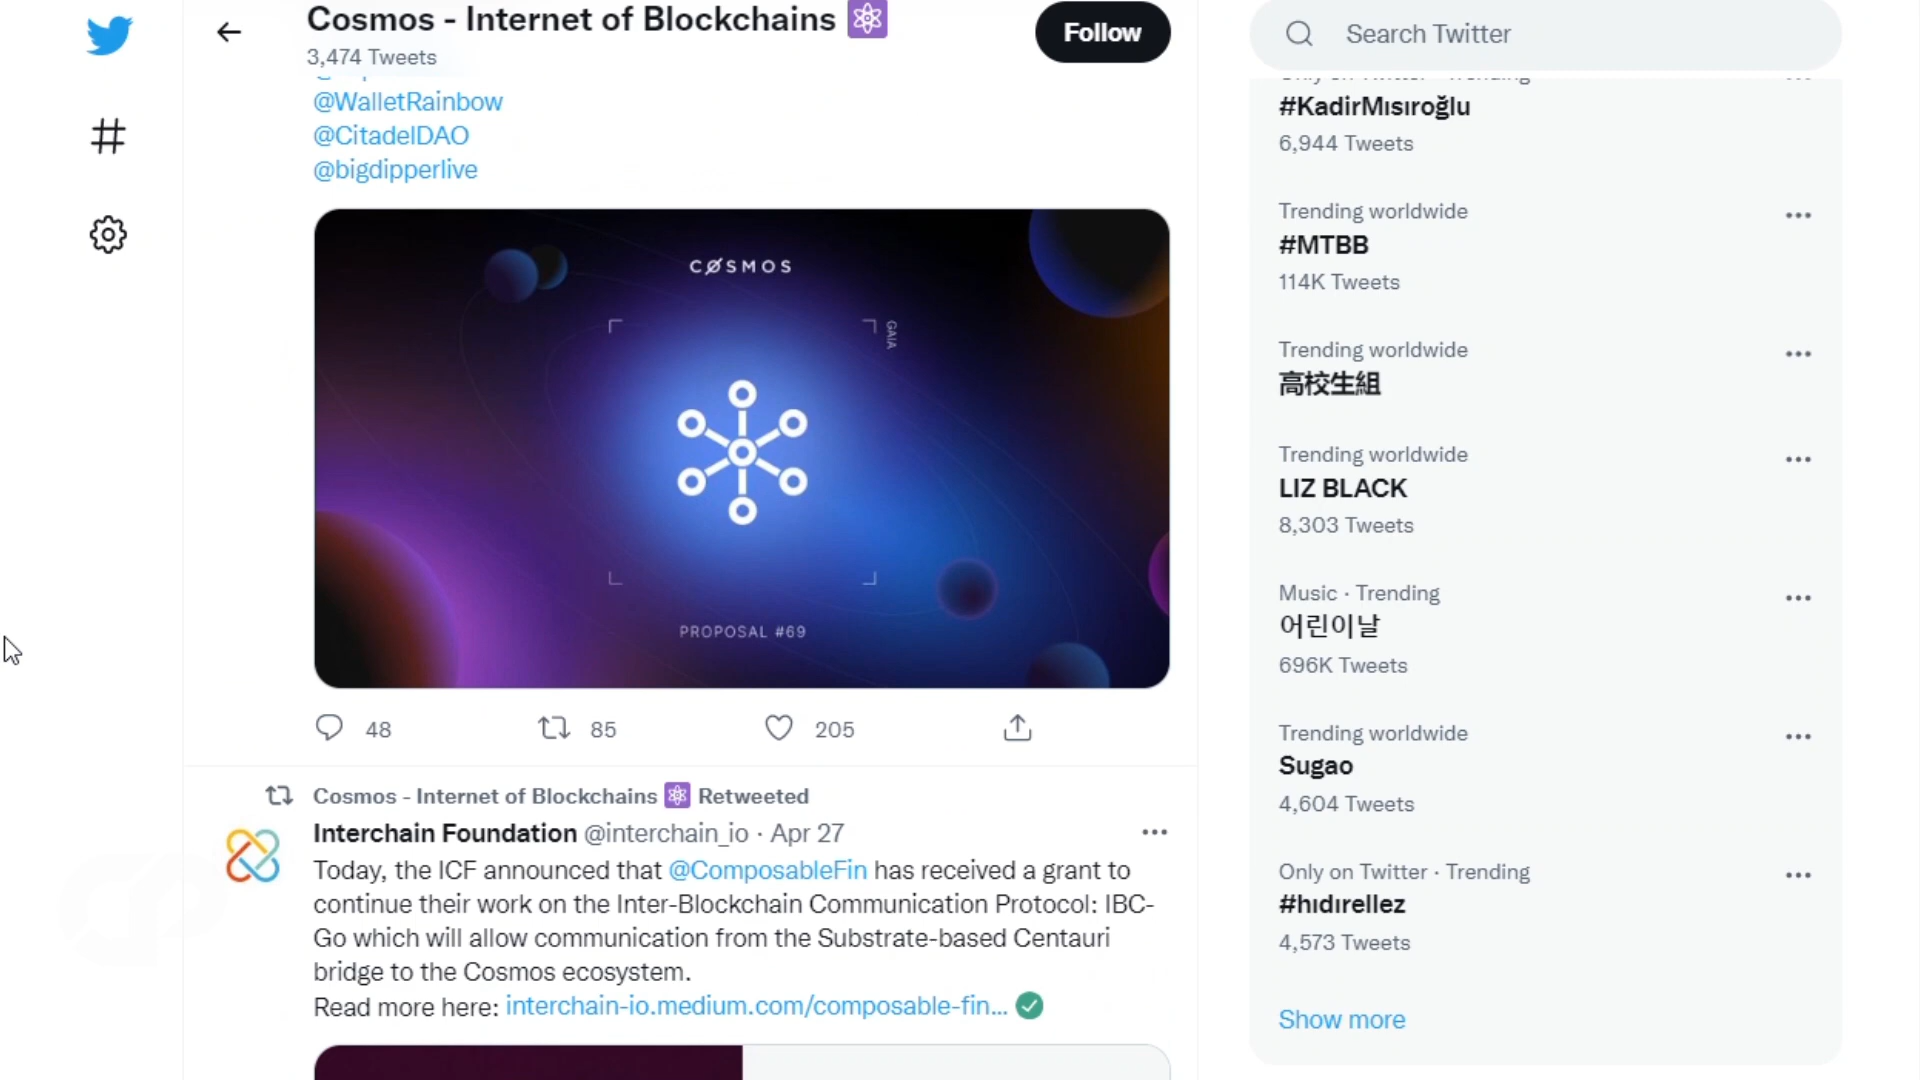 Cosmos - Internet of Blockchains
3,474 Tweets
Follow
Search Twitter
@WalletRainbow
@CitadelDAO
@bigdipperlive
CØSMOS
GAIA
PROPOSAL #69
48
85
205
Cosmos - Internet of Blockchains Retweeted
Interchain Foundation @interchain_io · Apr 27
Today, the ICF announced that @ComposableFin has received a grant to
continue their work on the Inter-Blockchain Communication Protocol: IBC-
Go which will allow communication from the Substrate-based Centauri
bridge to the Cosmos ecosystem.
Read more here: interchain-io.medium.com/composable-fin...
#KadirMısıroğlu
6,944 Tweets
Trending worldwide
#MTBB
114K Tweets
Trending worldwide
高校生組
Trending worldwide
LIZ BLACK
8,303 Tweets
Music · Trending
어린이날
696K Tweets
Trending worldwide
Sugao
4,604 Tweets
Only on Twitter · Trending
#hıdırellez
4,573 Tweets
Show more